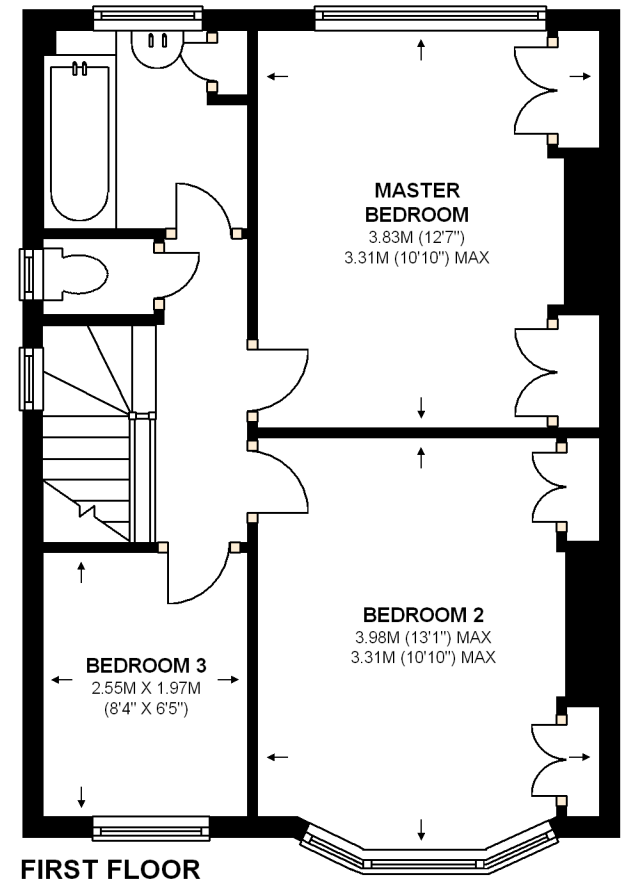 MASTER
BEDROOM
3.83M (12'7")
3.31M (10'10") MAX
BEDROOM 2
3.98M (13'1") MAX
3.31M (10'10") MAX
BEDROOM 3
2.55M X 1.97M
(8'4" X 6'5")
FIRST FLOOR